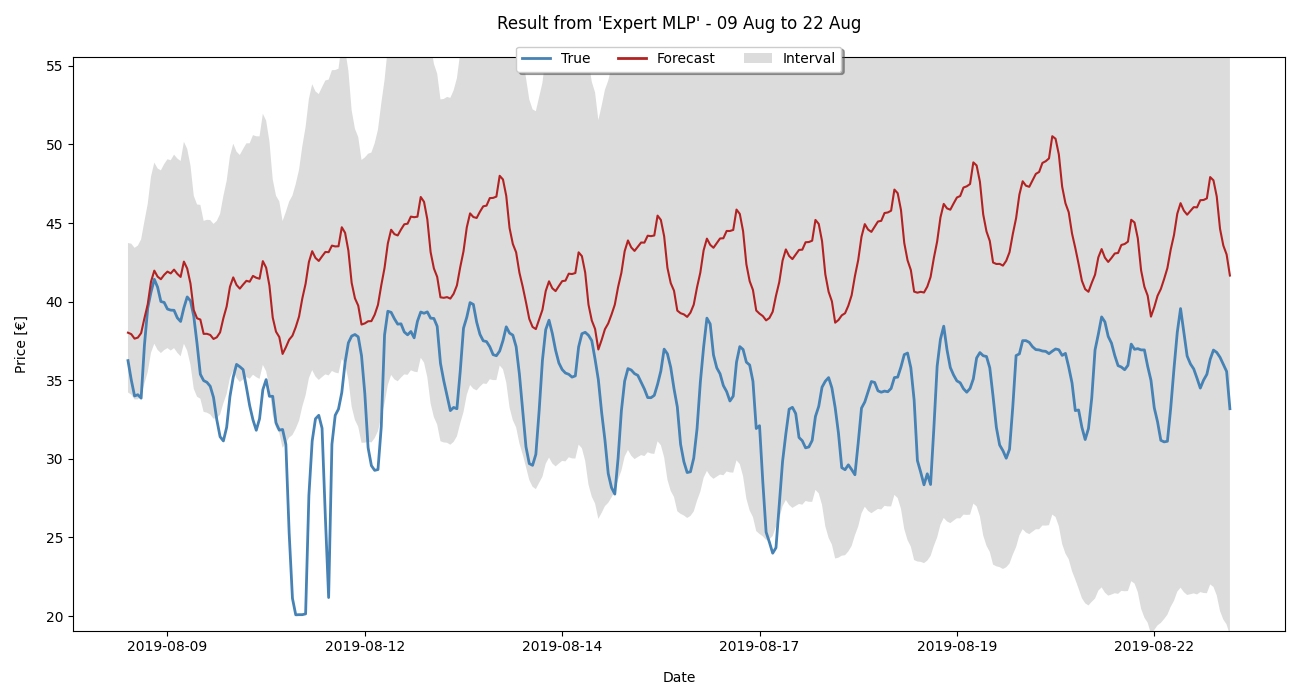 Result from 'Expert MLP' - 09 Aug to 22 Aug
True Forecast Interval
55
50
45
40
35
30
25
20
Price [€]
2019-08-09 2019-08-12 2019-08-14 2019-08-17 2019-08-19 2019-08-22
Date